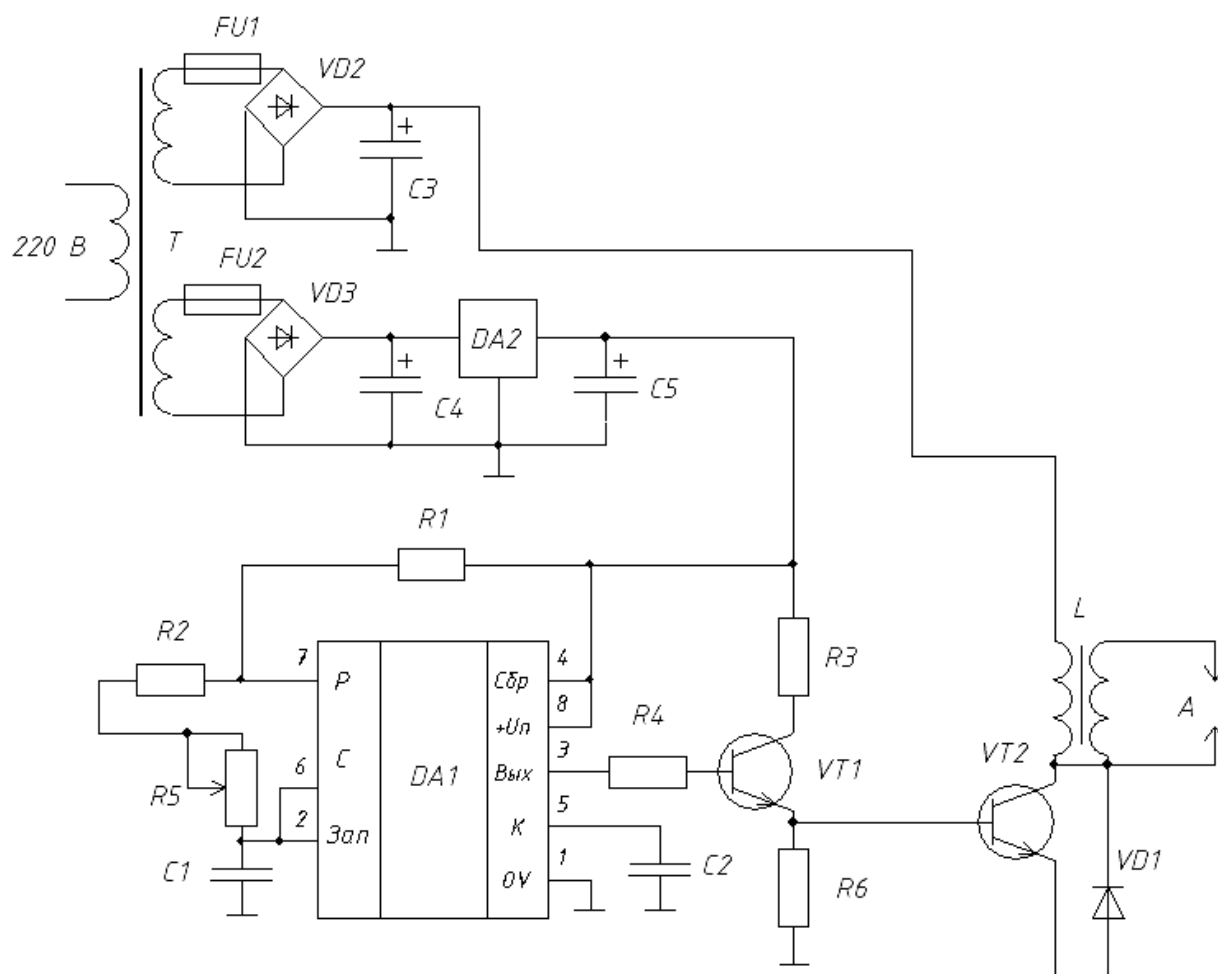 FU1
VD2
+
C3
220 В
T
FU2
VD3
DA2
+
C4
+
C5
R1
R2
7
P
4
Сбр
8
+Uп
R3
L
R4
3
Вых
VT1
6
C
DA1
A
VT2
R5
2
Зап
5
К
C1
1
0V
C2
R6
VD1